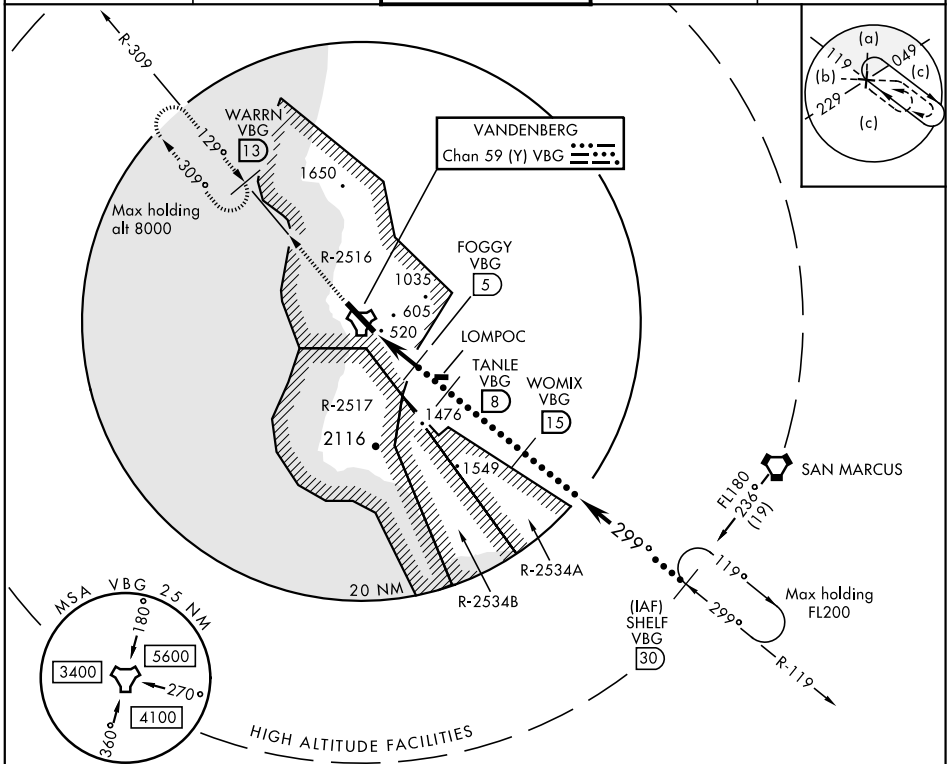 R-309
129°
309°
WARRN
VBG
13
Max holding
alt 8000
1650
VANDENBERG
Chan 59 (Y) VBG
R-2516
1035
605
520
FOGGY
VBG
5
LOMPOC
TANLE
VBG
8
WOMIX
VBG
15
R-2517
2116
1476
1549
SAN MARCUS
FL180
236°
(19)
299°
119°
299°
Max holding
FL200
R-119
(IAF)
SHELF
VBG
30
R-2534A
R-2534B
20 NM
MSA VBG 25 NM
180°
5600
3400
270°
4100
360°
HIGH ALTITUDE FACILITIES
(a)
119
049
(b)
(c)
229
(c)